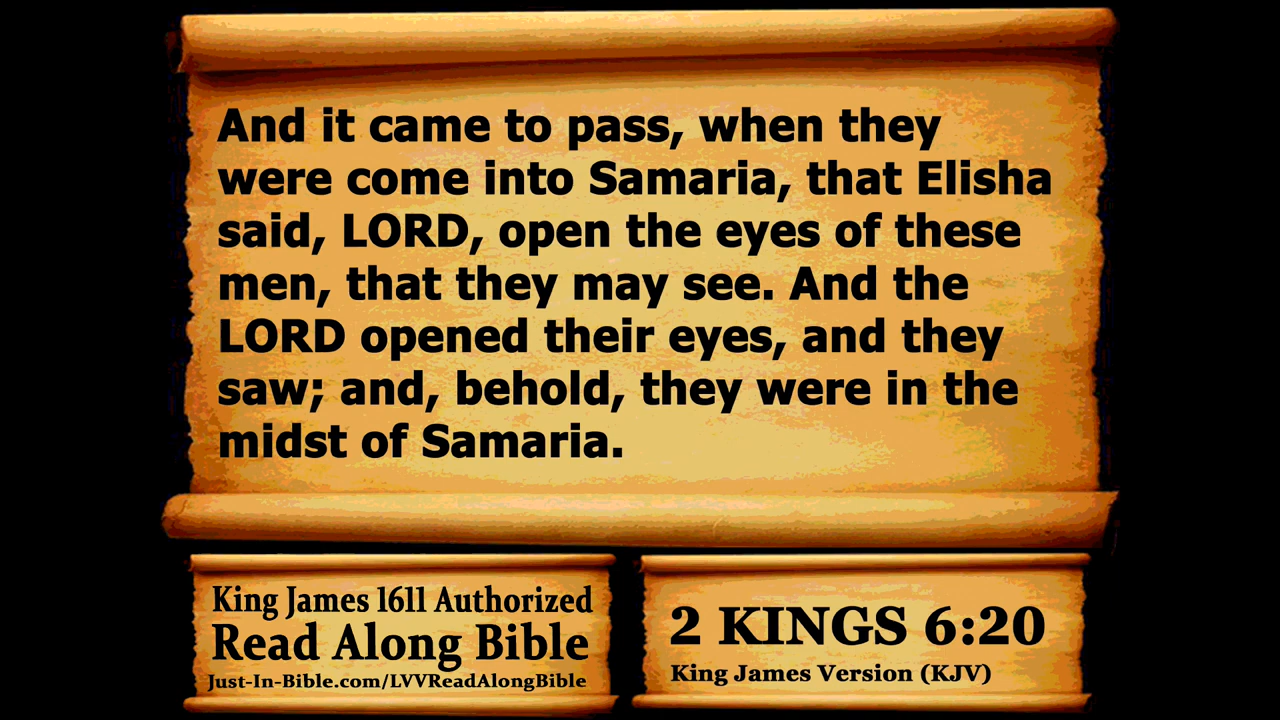 And it came to pass, when they
were come into Samaria, that Elisha
said, LORD, open the eyes of these
men, that they may see. And the
LORD opened their eyes, and they
saw; and, behold, they were in the
midst of Samaria.
King James 1611 Authorized
Read Along Bible
Just-In-Bible.com/LVVReadAlongBible
2 KINGS 6:20
King James Version (KJV)